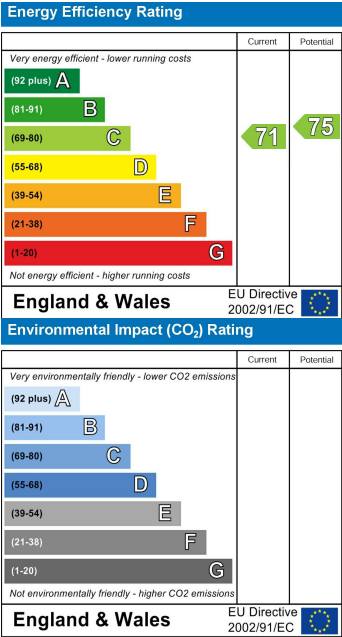 Energy Efficiency Rating
Current Potential
Very energy efficient - lower running costs
(92 plus) A
(81-91) B
(69-80) C
71 75
(55-68) D
(39-54) E
(21-38) F
(1-20) G
Not energy efficient - higher running costs
England & Wales
EU Directive
2002/91/EC
Environmental Impact (CO₂) Rating
Current Potential
Very environmentally friendly - lower CO2 emissions
(92 plus) A
(81-91) B
(69-80) C
(55-68) D
(39-54) E
(21-38) F
(1-20) G
Not environmentally friendly - higher CO2 emissions
England & Wales
EU Directive
2002/91/EC